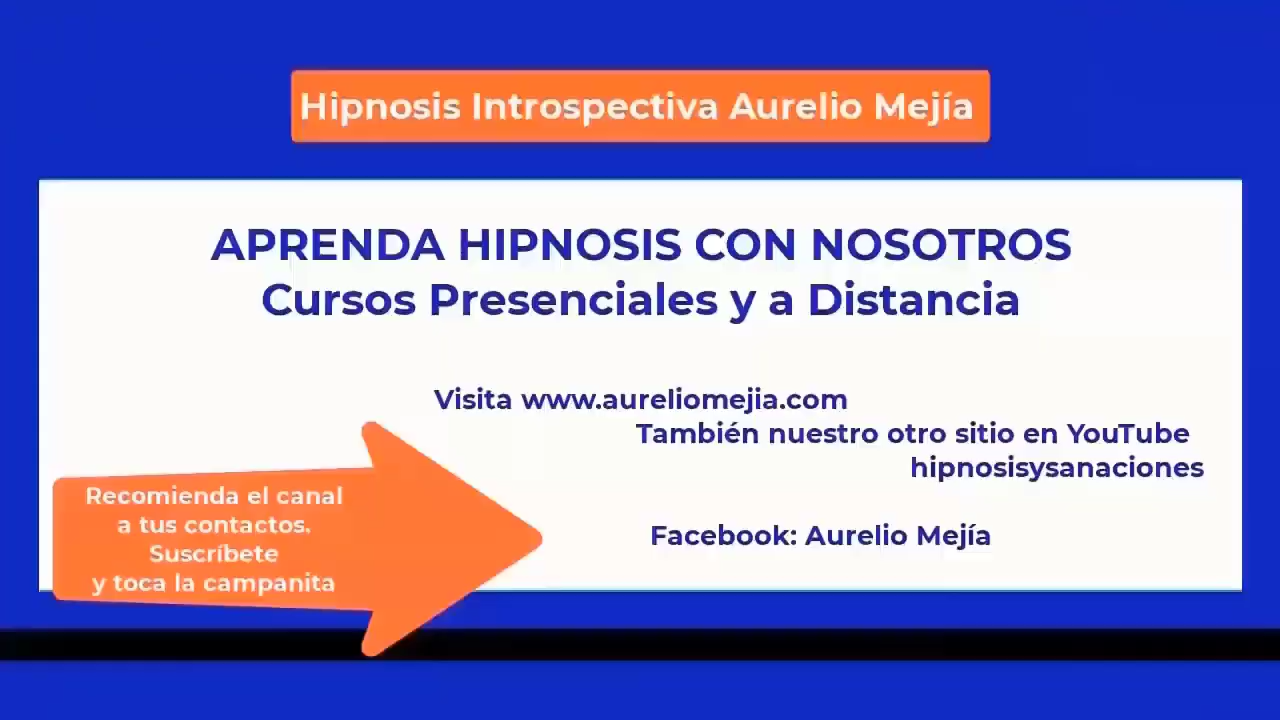 Hipnosis Introspectiva Aurelio Mejía
APRENDA HIPNOSIS CON NOSOTROS
Cursos Presenciales y a Distancia
Visita www.aureliomejia.com
También nuestro otro sitio en YouTube
hipnosisysanaciones
Facebook: Aurelio Mejía
Recomienda el canal
a tus contactos.
Suscríbete
y toca la campanita